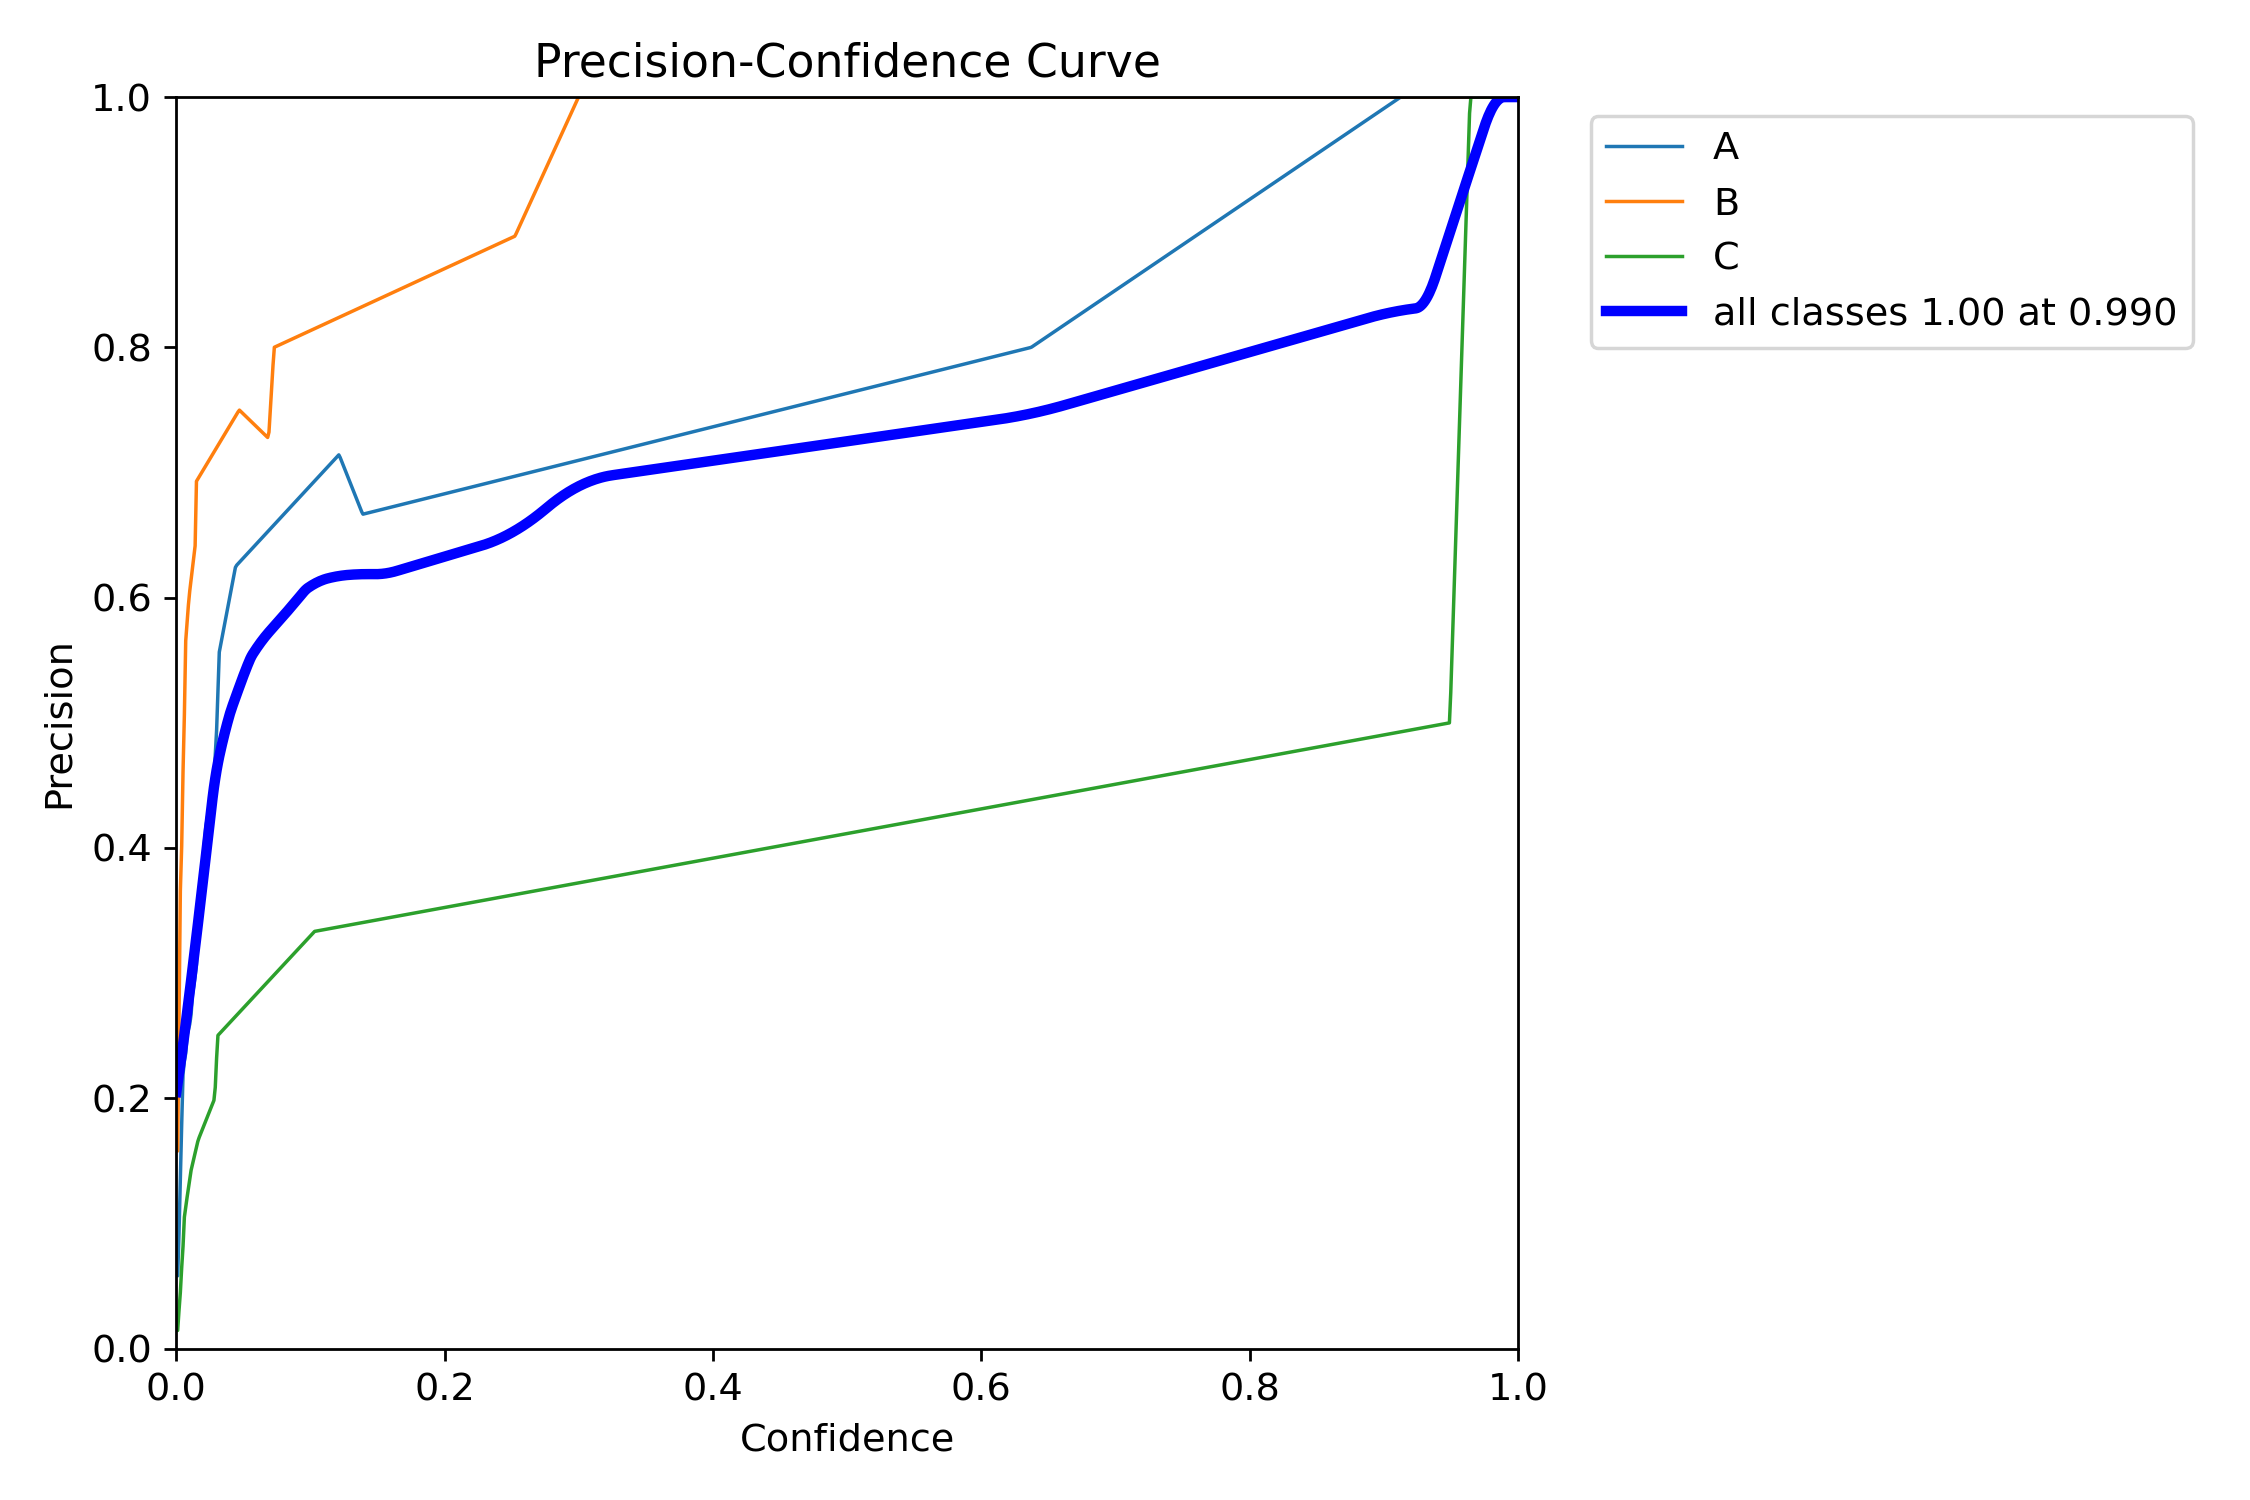 Precision-Confidence Curve
1.0
0.8
0.6
0.4
0.2
0.0
Precision
0.0 0.2 0.4 0.6 0.8 1.0
Confidence
A
B
C
all classes 1.00 at 0.990